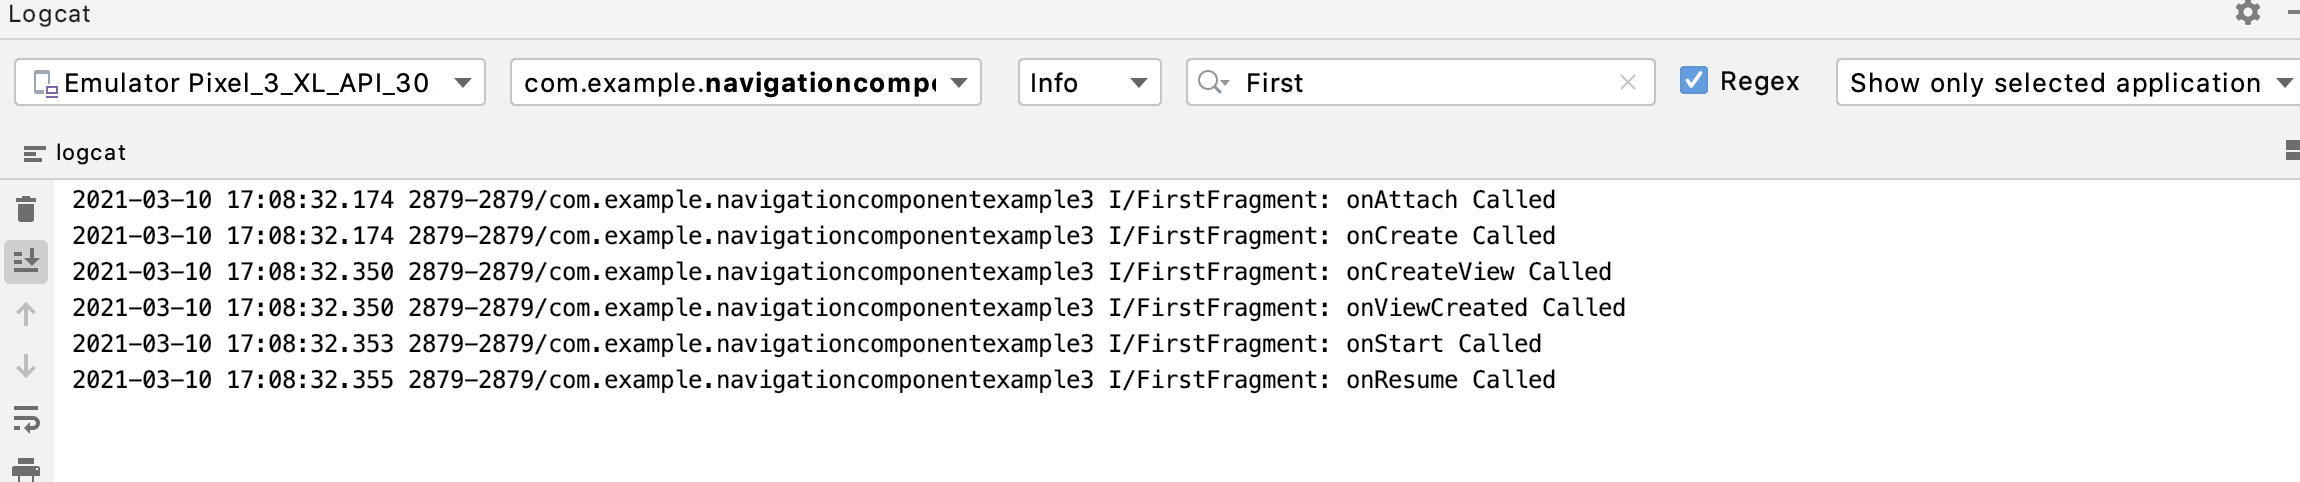 Logcat
Emulator Pixel_3_XL_API_30 com.example.navigationcomp Info First Regex Show only selected application
logcat
2021-03-10 17:08:32.174 2879-2879/com.example.navigationcomponentexample3 I/FirstFragment: onAttach Called
2021-03-10 17:08:32.174 2879-2879/com.example.navigationcomponentexample3 I/FirstFragment: onCreate Called
2021-03-10 17:08:32.350 2879-2879/com.example.navigationcomponentexample3 I/FirstFragment: onCreateView Called
2021-03-10 17:08:32.350 2879-2879/com.example.navigationcomponentexample3 I/FirstFragment: onViewCreated Called
2021-03-10 17:08:32.353 2879-2879/com.example.navigationcomponentexample3 I/FirstFragment: onStart Called
2021-03-10 17:08:32.355 2879-2879/com.example.navigationcomponentexample3 I/FirstFragment: onResume Called